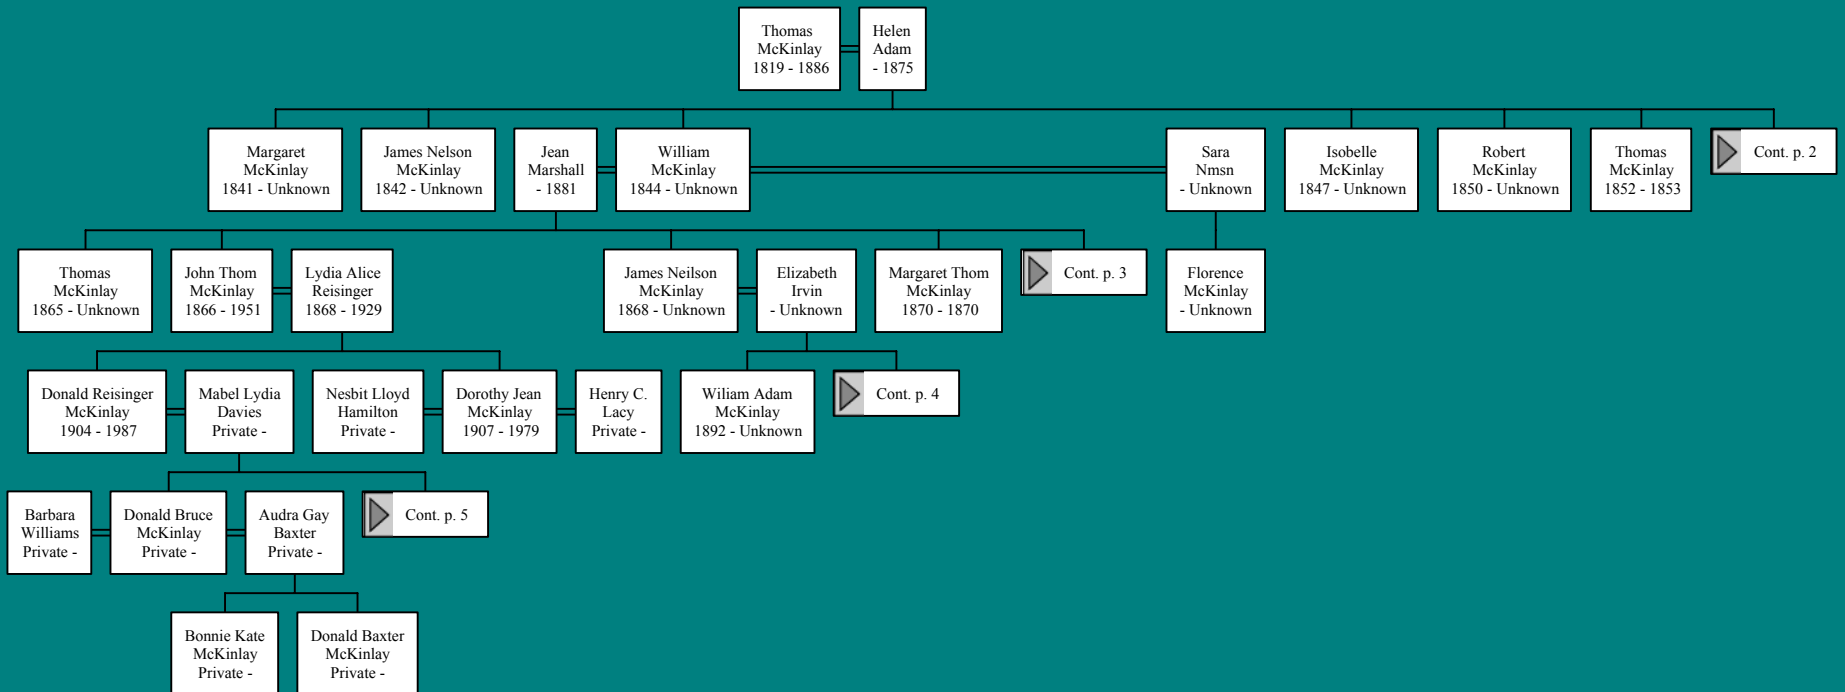 Thomas
McKinlay
1819 - 1886
Helen
Adam
- 1875
Margaret
McKinlay
1841 - Unknown
James Nelson
McKinlay
1842 - Unknown
Jean
Marshall
- 1881
William
McKinlay
1844 - Unknown
Sara
Nmsn
- Unknown
Isobelle
McKinlay
1847 - Unknown
Robert
McKinlay
1850 - Unknown
Thomas
McKinlay
1852 - 1853
Cont. p. 2
Thomas
McKinlay
1865 - Unknown
John Thom
McKinlay
1866 - 1951
Lydia Alice
Reisinger
1868 - 1929
James Neilson
McKinlay
1868 - Unknown
Elizabeth
Irvin
- Unknown
Margaret Thom
McKinlay
1870 - 1870
Cont. p. 3
Florence
McKinlay
- Unknown
Donald Reisinger
McKinlay
1904 - 1987
Mabel Lydia
Davies
Private -
Nesbit Lloyd
Hamilton
Private -
Dorothy Jean
McKinlay
1907 - 1979
Henry C.
Lacy
Private -
Wiliam Adam
McKinlay
1892 - Unknown
Cont. p. 4
Barbara
Williams
Private -
Donald Bruce
McKinlay
Private -
Audra Gay
Baxter
Private -
Cont. p. 5
Bonnie Kate
McKinlay
Private -
Donald Baxter
McKinlay
Private -